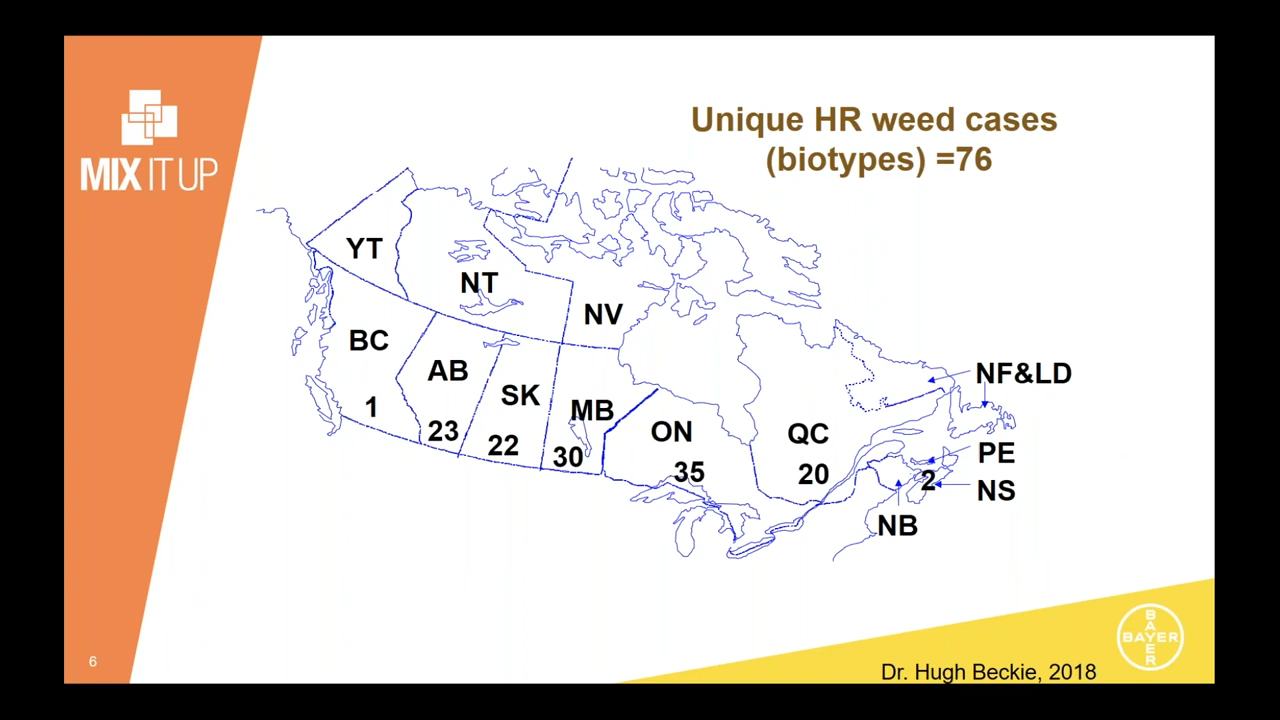 MIX IT UP
Unique HR weed cases
(biotypes) =76
YT
NT
NV
BC
1
AB
23
SK
22
MB
30
ON
35
QC
20
NF&LD
PE
2
NS
NB
6
BAYER
BAYER
Dr. Hugh Beckie, 2018